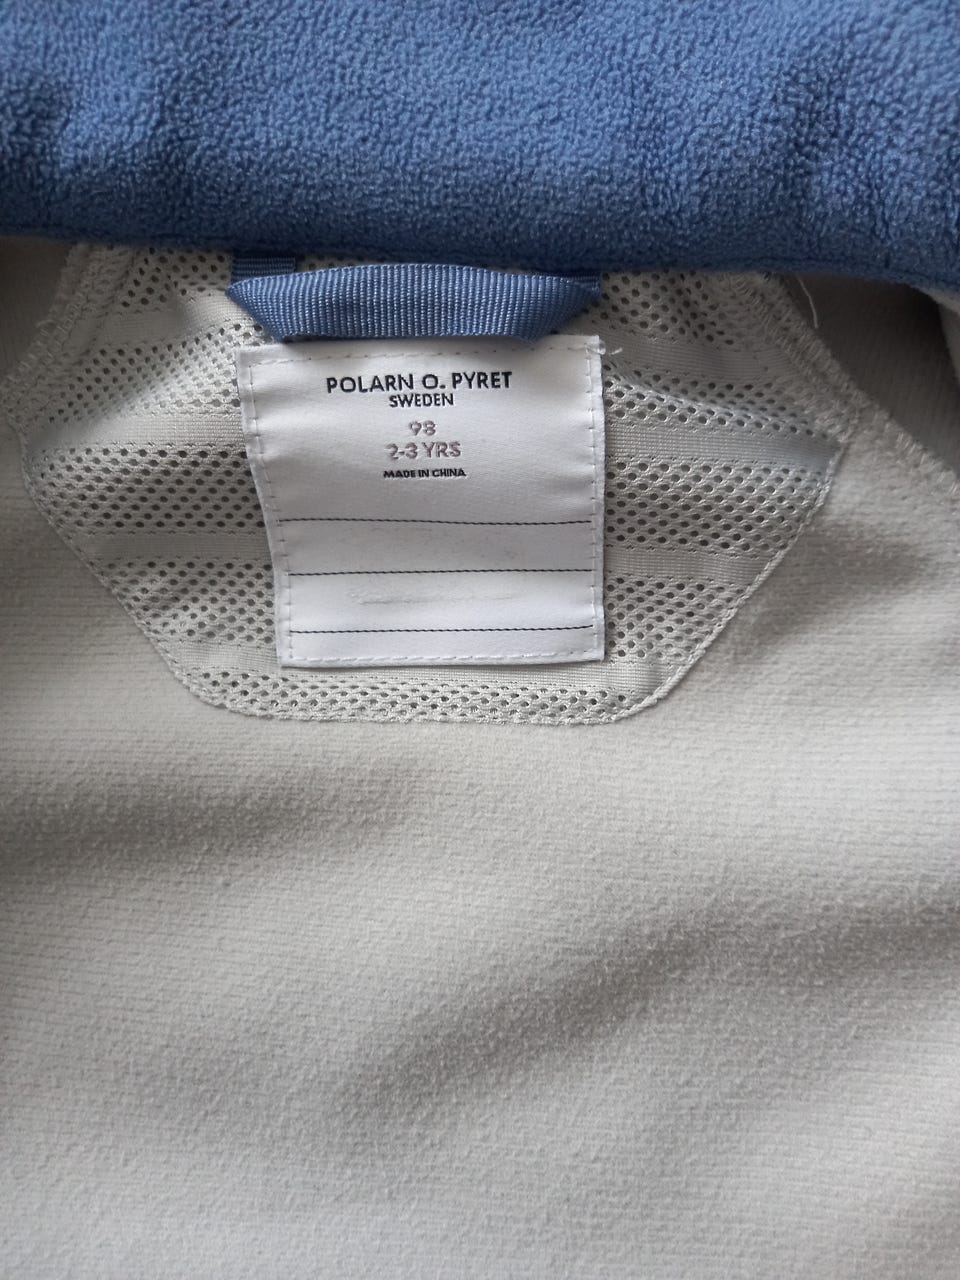 POLARN O. PYRET
SWEDEN
98
2-3 YRS
MADE IN CHINA